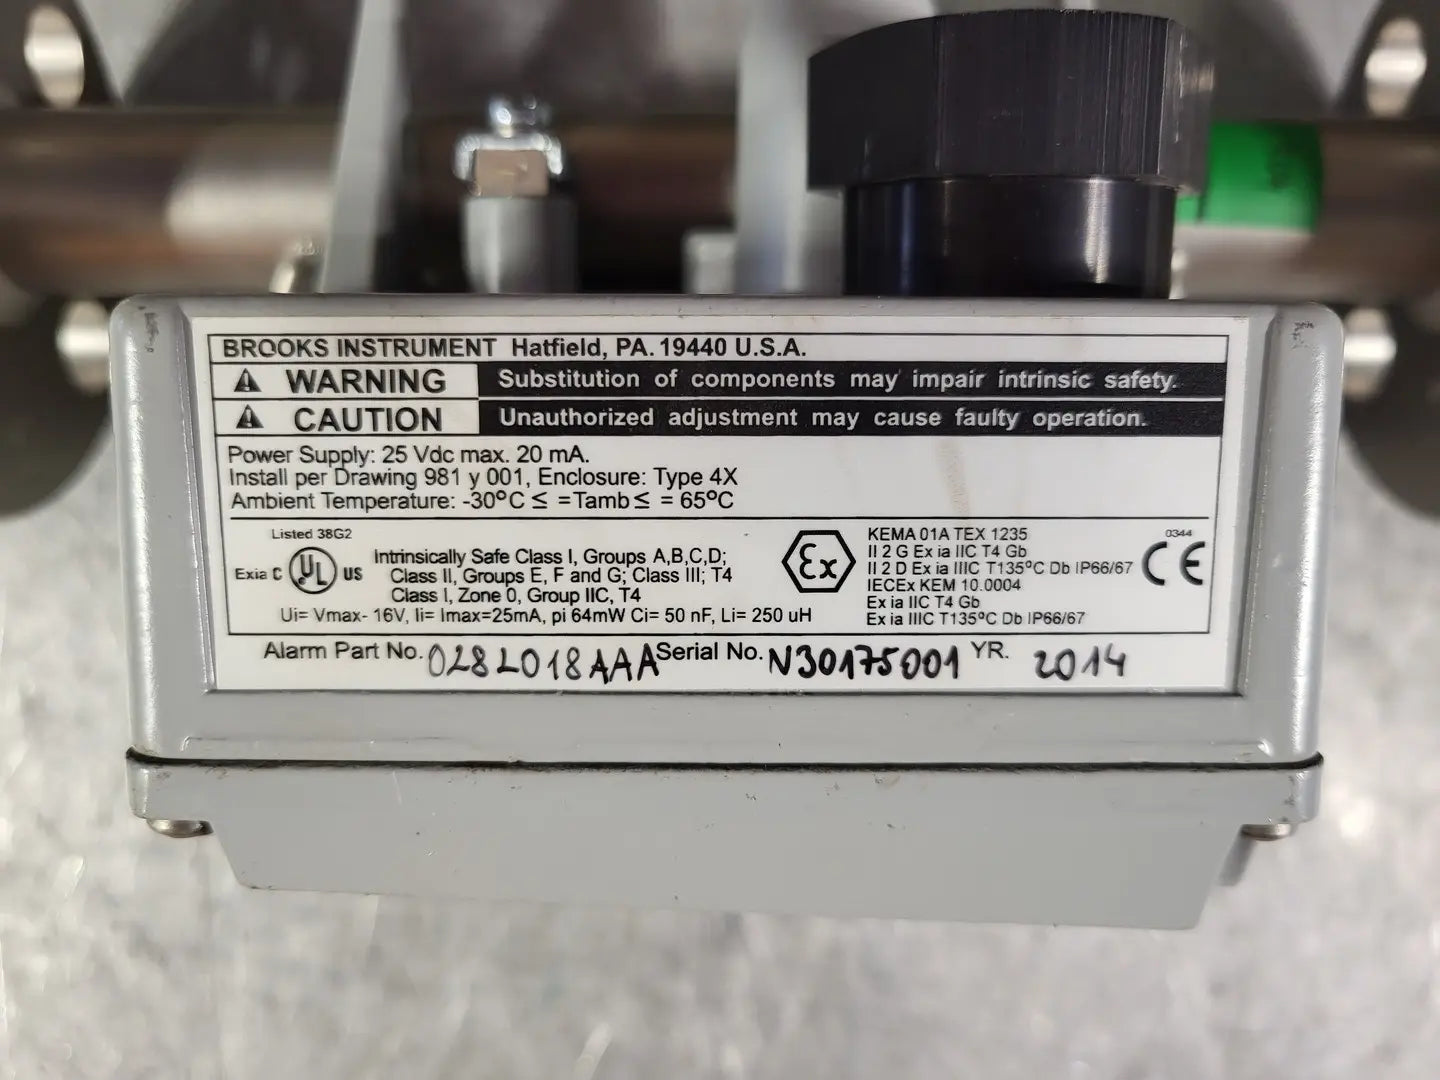 BROOKS INSTRUMENT Hatfield, PA. 19440 U.S.A.
WARNING Substitution of components may impair intrinsic safety.
CAUTION Unauthorized adjustment may cause faulty operation.
Power Supply: 25 Vdc max. 20 mA.
Install per Drawing 981 y 001, Enclosure: Type 4X
Ambient Temperature: -30°C ≤ =Tamb ≤ = 65°C
Listed 38G2
Exia C UL US
Intrinsically Safe Class I, Groups A,B,C,D;
Class II, Groups E, F and G; Class III; T4
Class I, Zone 0, Group IIC, T4
Ui= Vmax- 16V, Ii= Imax=25mA, pi 64mW Ci= 50 nF, Li= 250 uH
Ex
KEMA 01A TEX 1235
II 2 G Ex ia IIC T4 Gb
II 2 D Ex ia IIIC T135°C Db IP66/67
IECEx KEM 10.0004
Ex ia IIC T4 Gb
Ex ia IIIC T135°C Db IP66/67
0344
CE
Alarm Part No. 0282018AAA Serial No. N30175001 YR. 2014